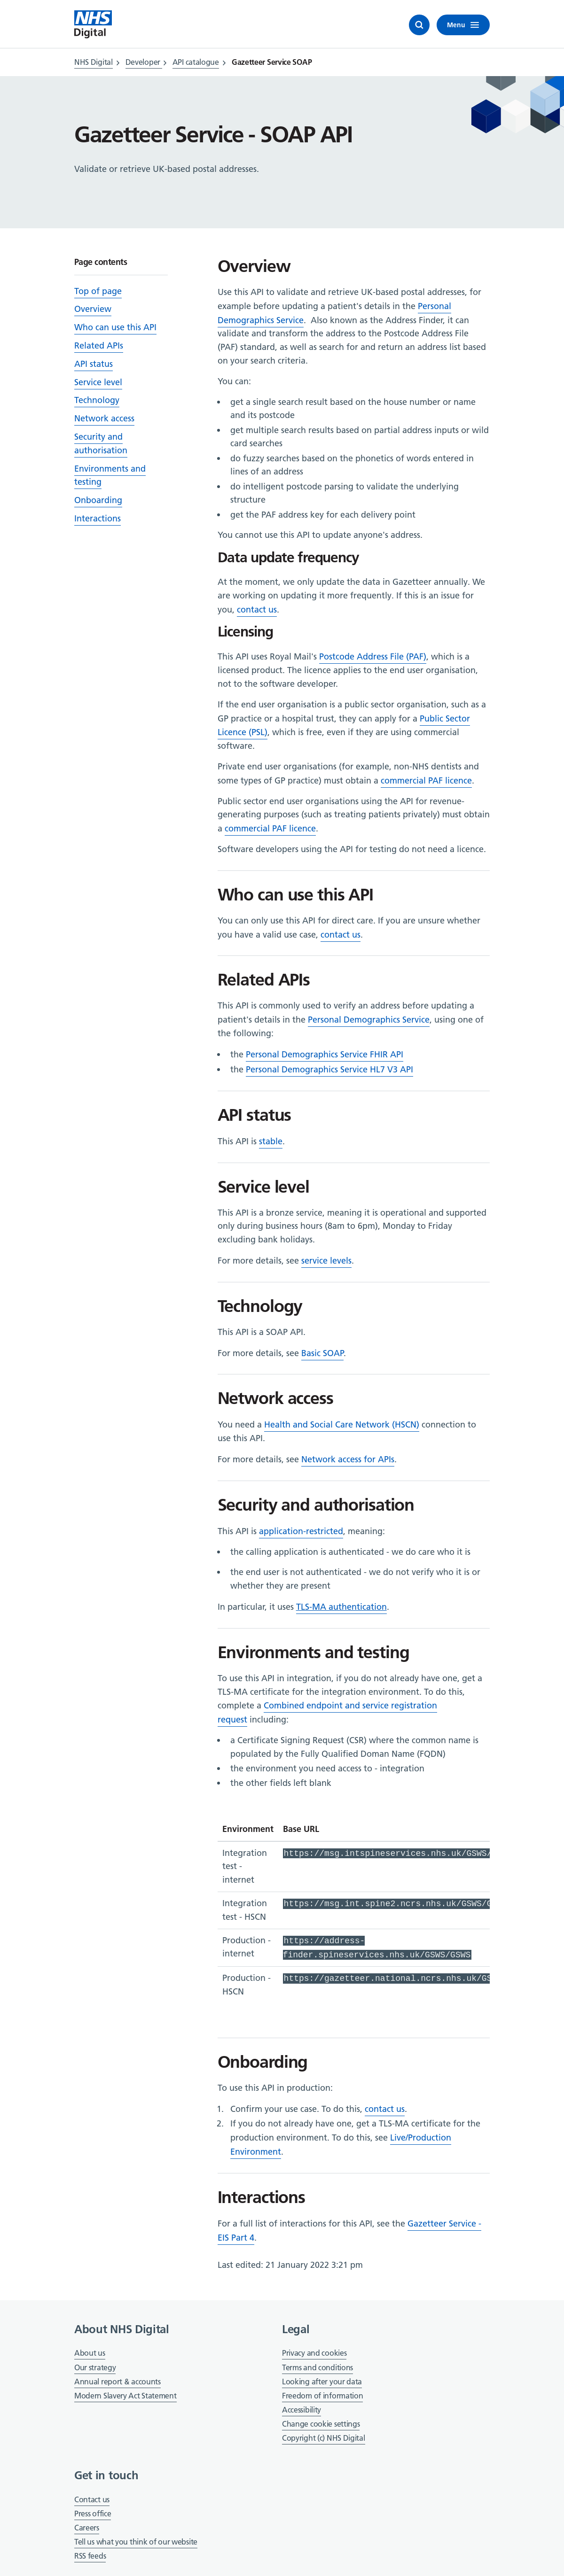 NHS
Digital
Menu
NHS Digital > Developer > API catalogue > Gazetteer Service SOAP
Gazetteer Service - SOAP API
Validate or retrieve UK-based postal addresses.
Page contents
Top of page
Overview
Who can use this API
Related APIs
API status
Service level
Technology
Network access
Security and
authorisation
Environments and
testing
Onboarding
Interactions
Overview
Use this API to validate and retrieve UK-based postal addresses, for
example before updating a patient's details in the Personal
Demographics Service. Also known as the Address Finder, it can
validate and transform the address to the Postcode Address File
(PAF) standard, as well as search for and return an address list based
on your search criteria.
You can:
• get a single search result based on the house number or name
and its postcode
• get multiple search results based on partial address inputs or wild
card searches
• do fuzzy searches based on the phonetics of words entered in
lines of an address
• do intelligent postcode parsing to validate the underlying
structure
• get the PAF address key for each delivery point
You cannot use this API to update anyone's address.
Data update frequency
At the moment, we only update the data in Gazetteer annually. We
are working on updating it more frequently. If this is an issue for
you, contact us.
Licensing
This API uses Royal Mail's Postcode Address File (PAF), which is a
licensed product. The licence applies to the end user organisation,
not to the software developer.
If the end user organisation is a public sector organisation, such as a
GP practice or a hospital trust, they can apply for a Public Sector
Licence (PSL), which is free, even if they are using commercial
software.
Private end user organisations (for example, non-NHS dentists and
some types of GP practice) must obtain a commercial PAF licence.
Public sector end user organisations using the API for revenue-
generating purposes (such as treating patients privately) must obtain
a commercial PAF licence.
Software developers using the API for testing do not need a licence.
Who can use this API
You can only use this API for direct care. If you are unsure whether
you have a valid use case, contact us.
Related APIs
This API is commonly used to verify an address before updating a
patient's details in the Personal Demographics Service, using one of
the following:
• the Personal Demographics Service FHIR API
• the Personal Demographics Service HL7 V3 API
API status
This API is stable.
Service level
This API is a bronze service, meaning it is operational and supported
only during business hours (8am to 6pm), Monday to Friday
excluding bank holidays.
For more details, see service levels.
Technology
This API is a SOAP API.
For more details, see Basic SOAP.
Network access
You need a Health and Social Care Network (HSCN) connection to
use this API.
For more details, see Network access for APIs.
Security and authorisation
This API is application-restricted, meaning:
• the calling application is authenticated - we do care who it is
• the end user is not authenticated - we do not verify who it is or
whether they are present
In particular, it uses TLS-MA authentication.
Environments and testing
To use this API in integration, if you do not already have one, get a
TLS-MA certificate for the integration environment. To do this,
complete a Combined endpoint and service registration
request including:
• a Certificate Signing Request (CSR) where the common name is
populated by the Fully Qualified Doman Name (FQDN)
• the environment you need access to - integration
• the other fields left blank
Environment Base URL
Integration
test -
internet
https://msg.intspineservices.nhs.uk/GSWS/
Integration
test - HSCN
https://msg.int.spine2.ncrs.nhs.uk/GSWS/
Production -
internet
https://address-
finder.spineservices.nhs.uk/GSWS/GSWS
Production -
HSCN
https://gazetteer.national.ncrs.nhs.uk/GS
Onboarding
To use this API in production:
1. Confirm your use case. To do this, contact us.
2. If you do not already have one, get a TLS-MA certificate for the
production environment. To do this, see Live/Production
Environment.
Interactions
For a full list of interactions for this API, see the Gazetteer Service -
EIS Part 4.
Last edited: 21 January 2022 3:21 pm
About NHS Digital
About us
Our strategy
Annual report & accounts
Modern Slavery Act Statement
Legal
Privacy and cookies
Terms and conditions
Looking after your data
Freedom of information
Accessibility
Change cookie settings
Copyright (c) NHS Digital
Get in touch
Contact us
Press office
Careers
Tell us what you think of our website
RSS feeds